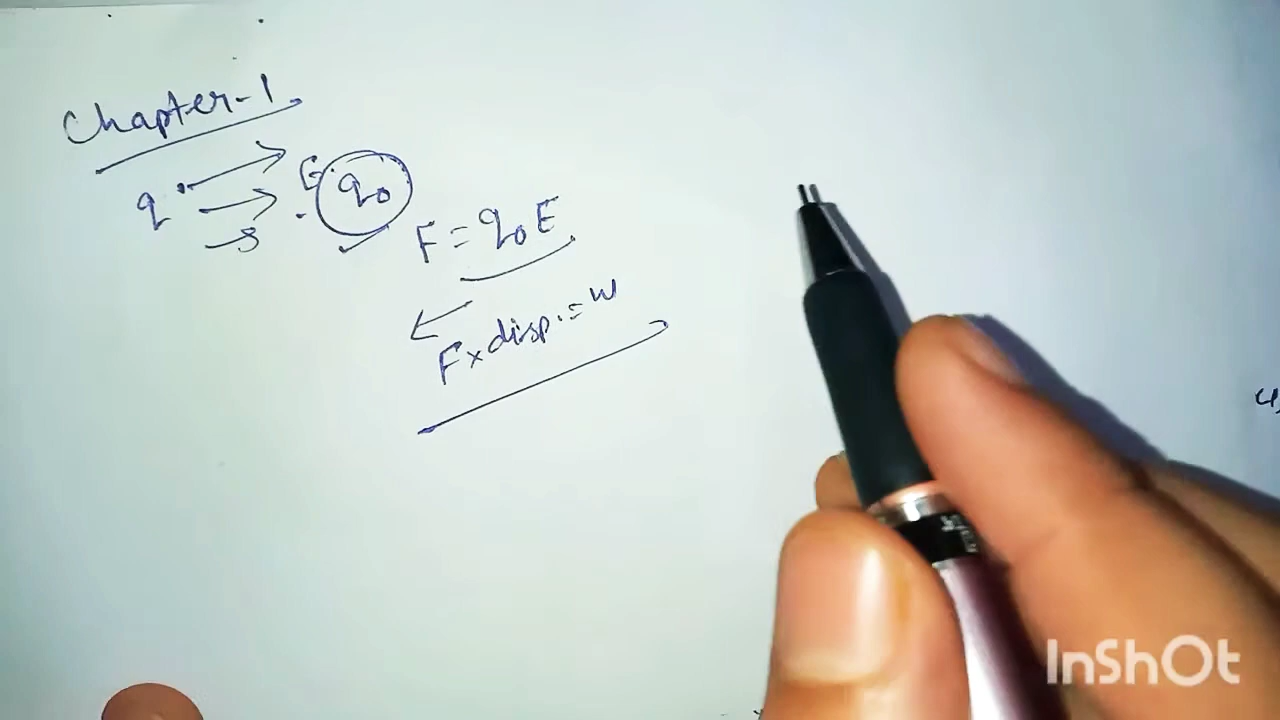 Chapter-1
q E q₀
F = q₀E
F × disp. = W
InShOt